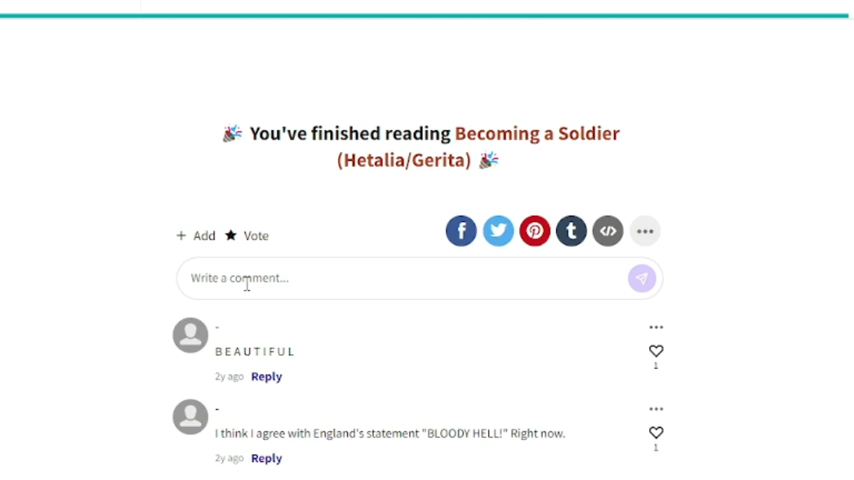 You've finished reading Becoming a Soldier
(Hetalia/Gerita)
+ Add ★ Vote
Write a comment...
-
B E A U T I F U L
1
2y ago Reply
-
I think I agree with England's statement "BLOODY HELL!" Right now.
1
2y ago Reply